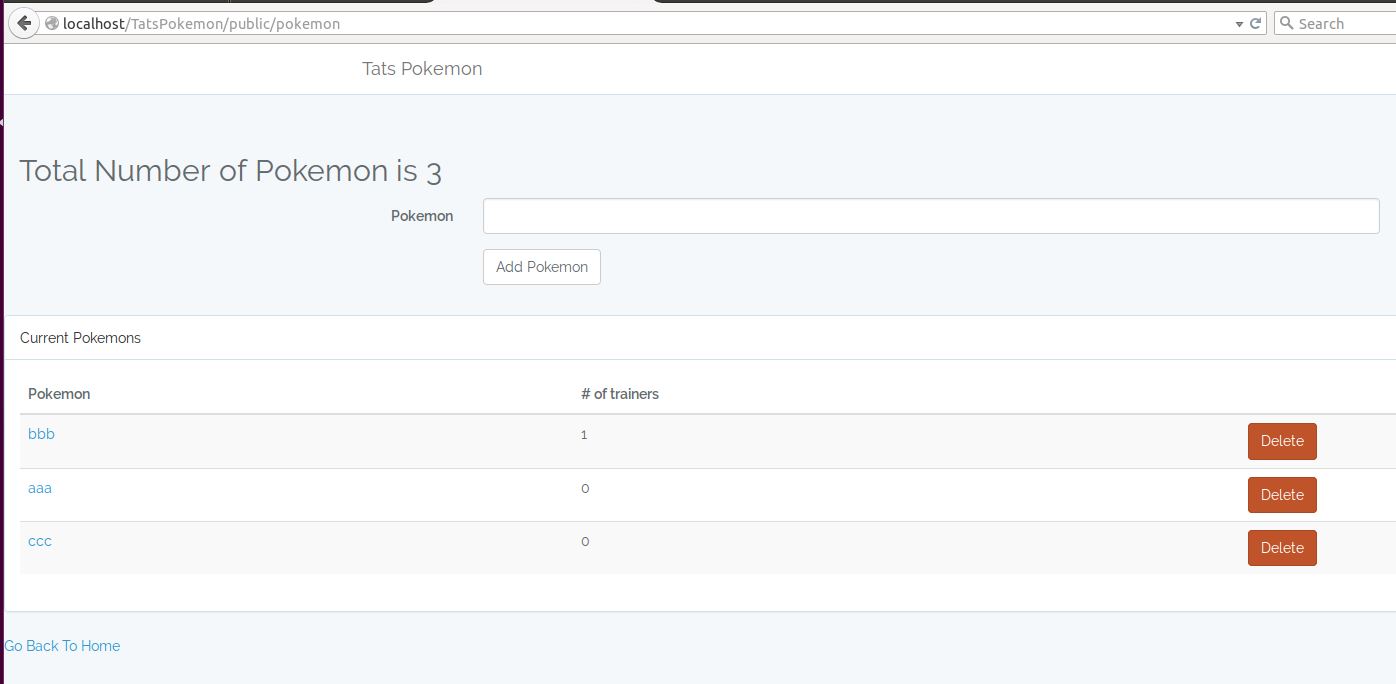 localhost/TatsPokemon/public/pokemon Search
Tats Pokemon
Total Number of Pokemon is 3
Pokemon
Add Pokemon
Current Pokemons
Pokemon # of trainers
bbb 1 Delete
aaa 0 Delete
ccc 0 Delete
Go Back To Home